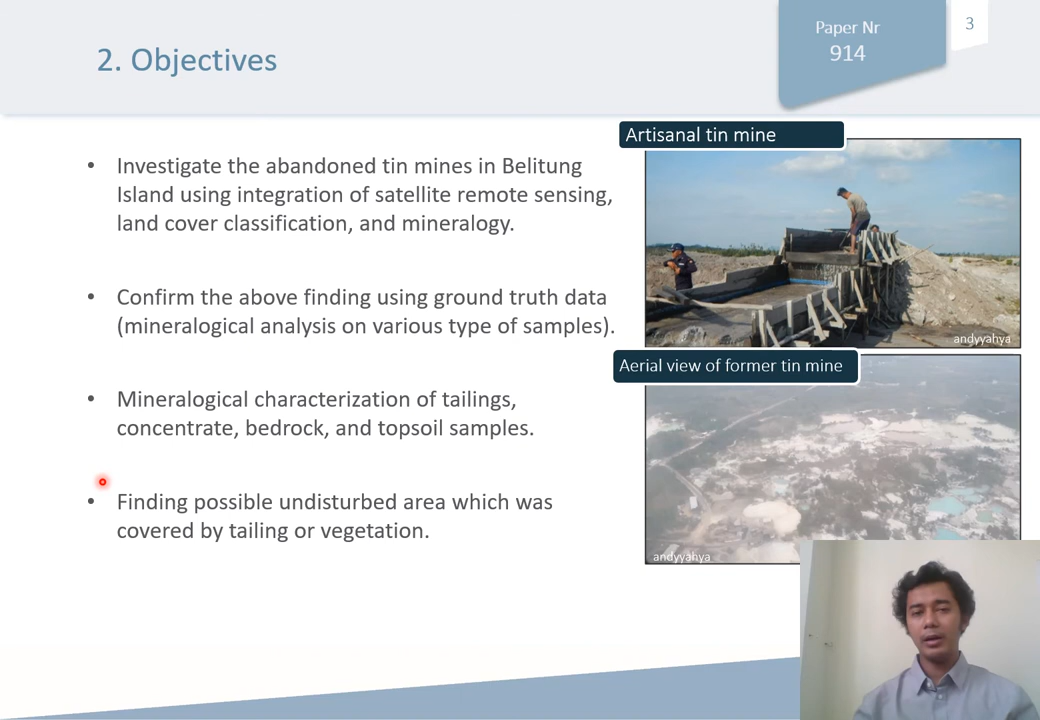 2. Objectives
Paper Nr
914
3
• Investigate the abandoned tin mines in Belitung
Island using integration of satellite remote sensing,
land cover classification, and mineralogy.
• Confirm the above finding using ground truth data
(mineralogical analysis on various type of samples).
• Mineralogical characterization of tailings,
concentrate, bedrock, and topsoil samples.
• Finding possible undisturbed area which was
covered by tailing or vegetation.
Artisanal tin mine
andyyahya
Aerial view of former tin mine
andyyahya